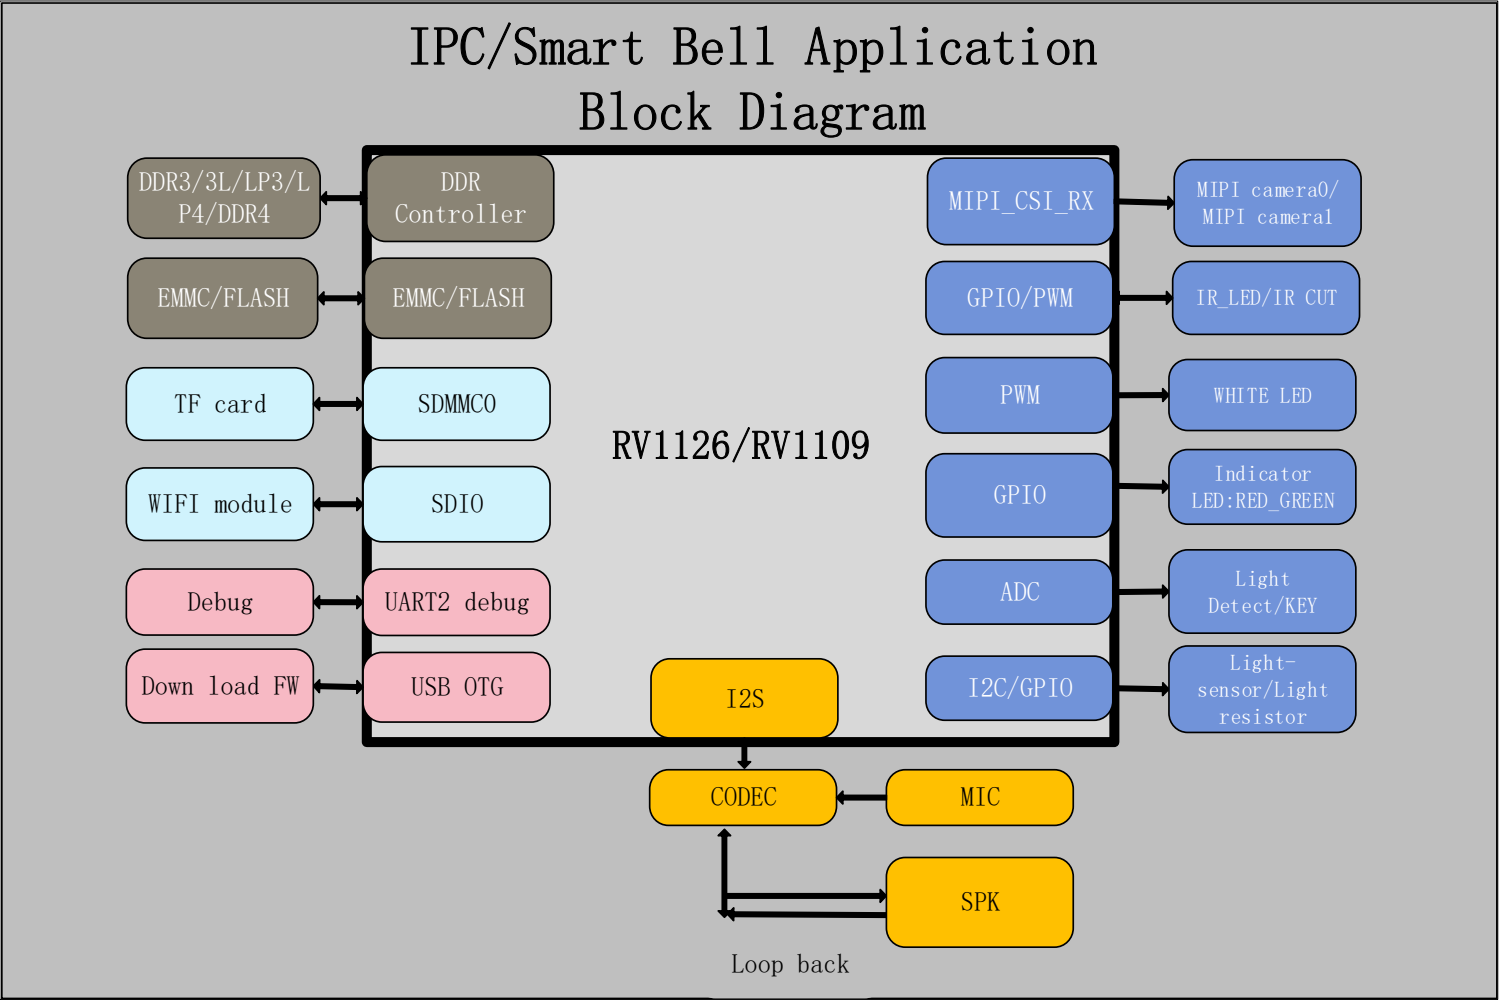 IPC/Smart Bell Application
Block Diagram
DDR3/3L/LP3/L
P4/DDR4
DDR
Controller
MIPI_CSI_RX
MIPI camera0/
MIPI camera1
EMMC/FLASH
EMMC/FLASH
GPIO/PWM
IR_LED/IR CUT
TF card
SDMMC0
PWM
WHITE LED
RV1126/RV1109
WIFI module
SDIO
GPIO
Indicator
LED:RED_GREEN
Debug
UART2 debug
ADC
Light
Detect/KEY
Down load FW
USB OTG
I2S
I2C/GPIO
Light-
sensor/Light
resistor
CODEC
MIC
SPK
Loop back